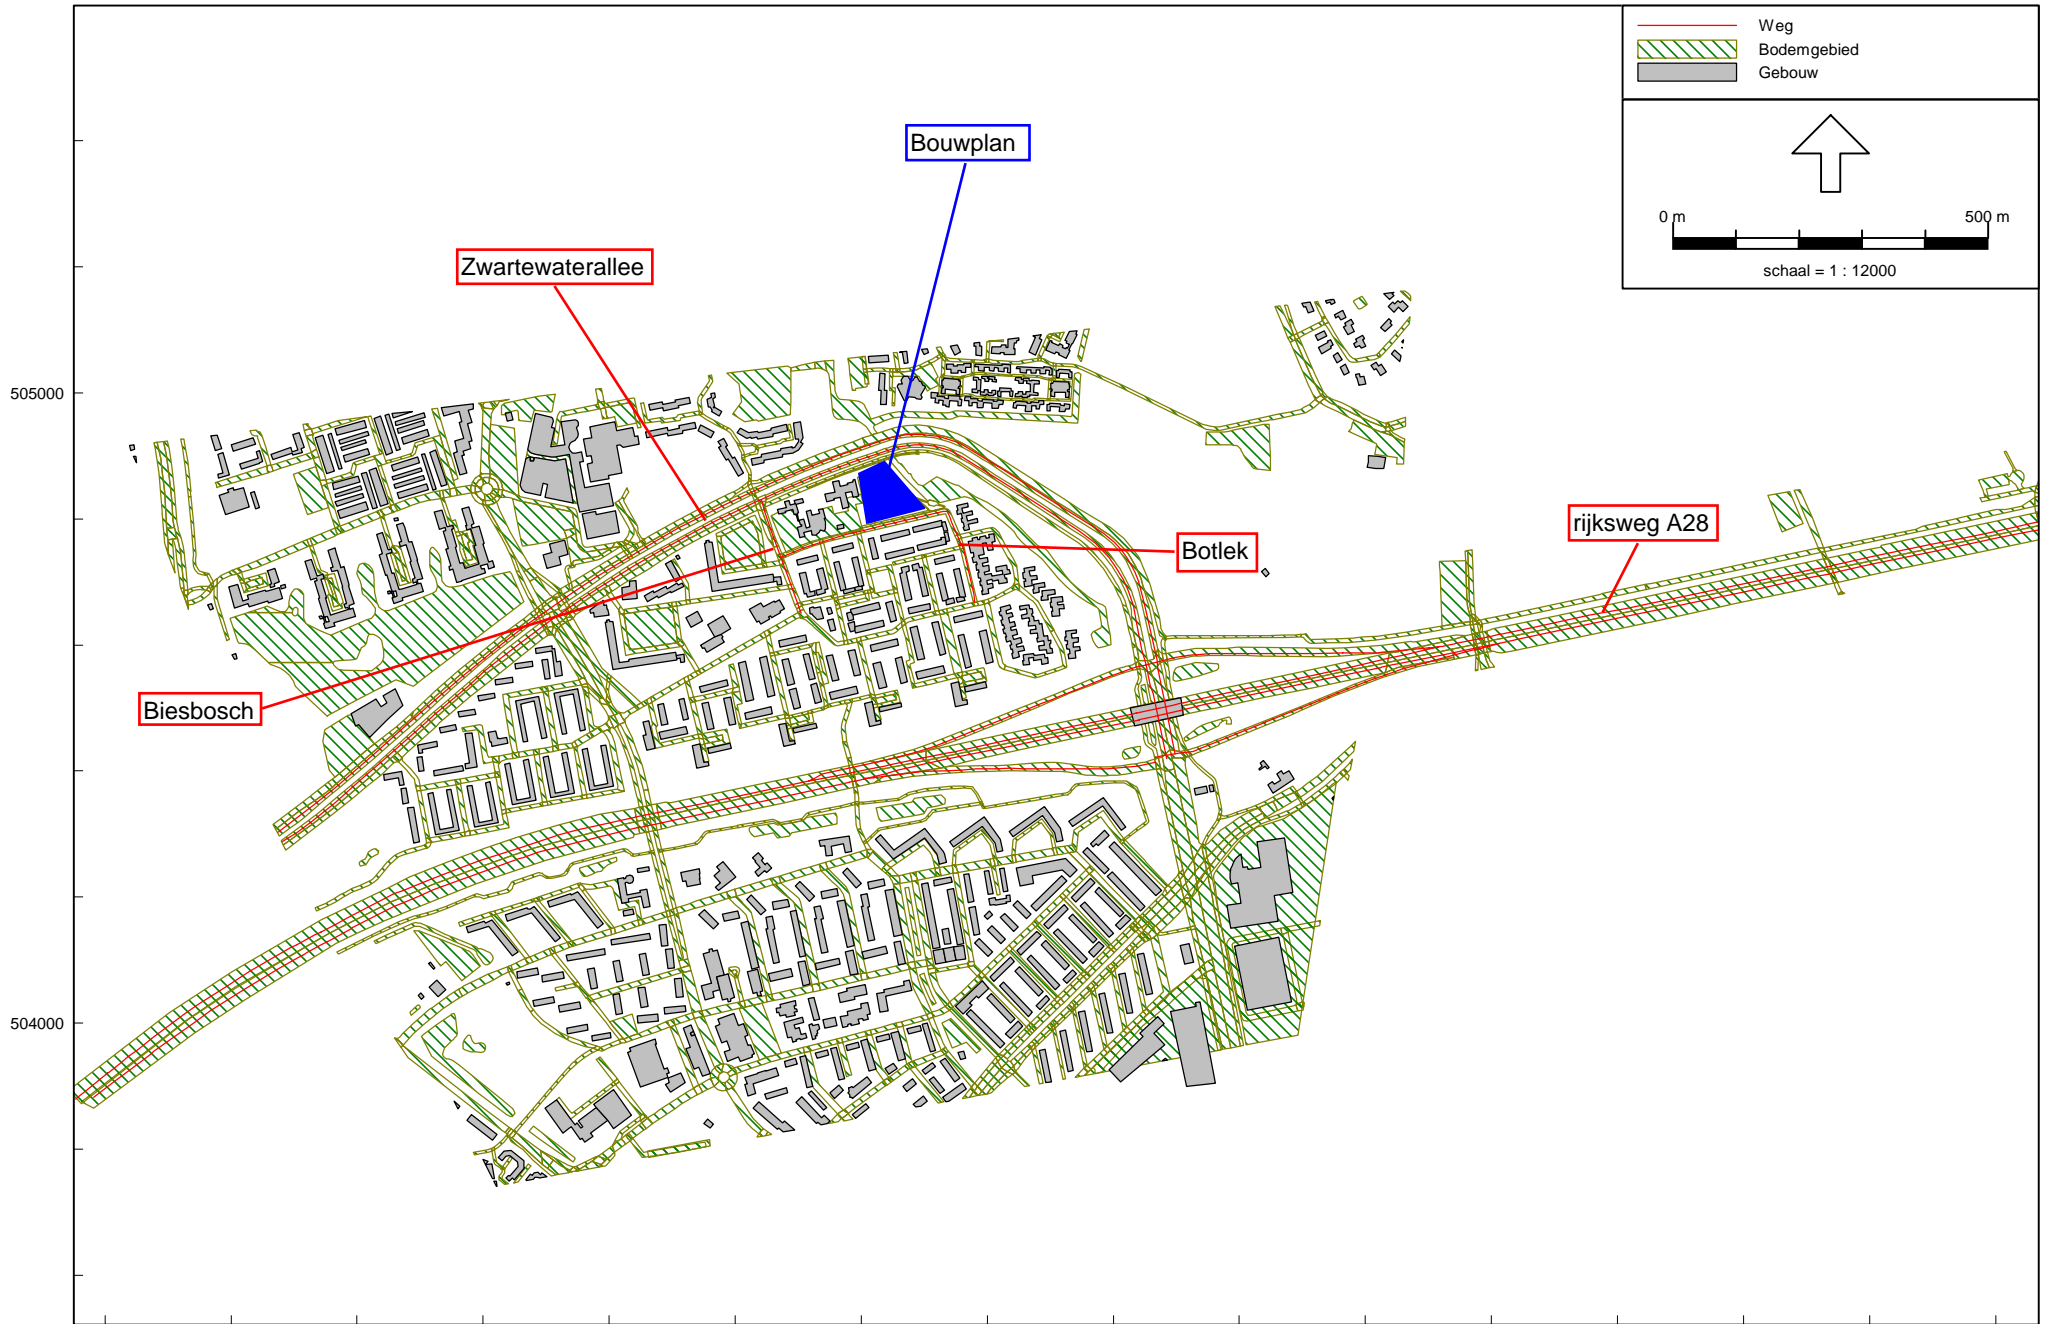 Weg
Bodemgebied
Gebouw
Bouwplan
0 m 500 m
Zwartewaterallee
schaal = 1 : 12000
505000
rijksweg A28
Botlek
Biesbosch
504000